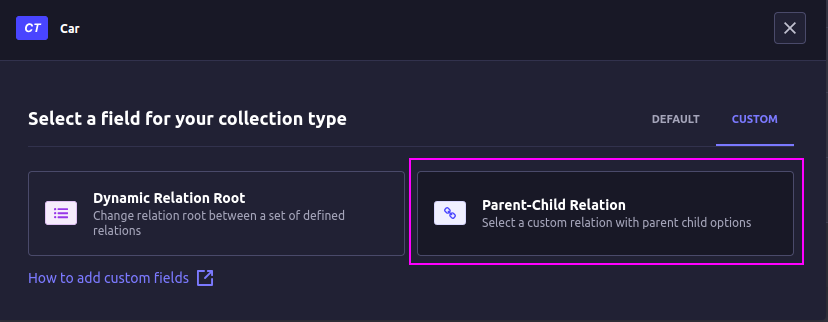 CT Car
Select a field for your collection type
DEFAULT CUSTOM
Dynamic Relation Root
Change relation root between a set of defined
relations
Parent-Child Relation
Select a custom relation with parent child options
How to add custom fields